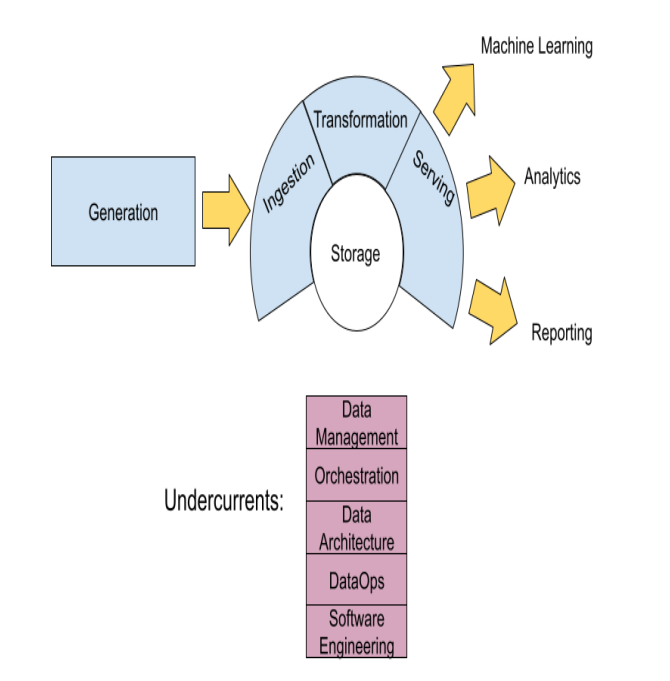 Machine Learning
Transformation
Ingestion
Serving
Analytics
Generation
Storage
Reporting
Data
Management
Orchestration
Undercurrents:
Data
Architecture
DataOps
Software
Engineering